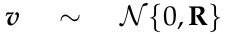 v ~ 𝒩{0, R}